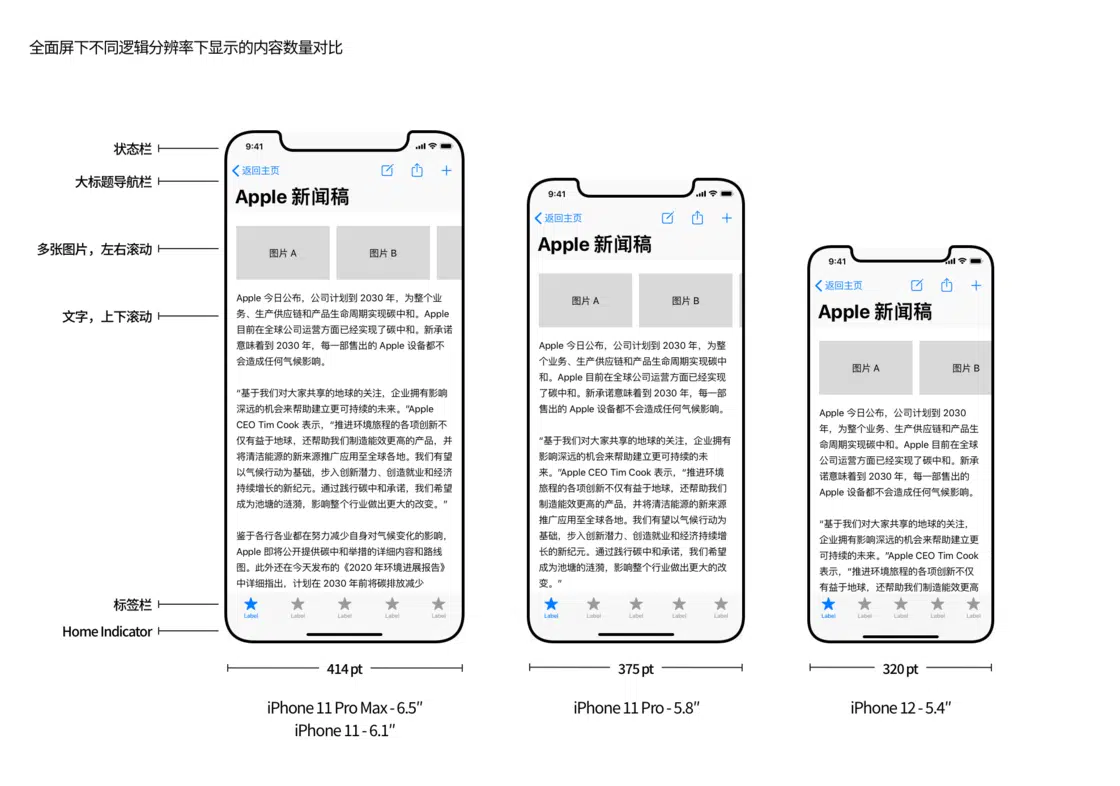 全面屏下不同逻辑分辨率下显示的内容数量对比
状态栏
大标题导航栏
多张图片，左右滚动
文字，上下滚动
标签栏
Home Indicator
9:41
返回主页
Apple 新闻稿
图片 A
图片 B
Apple 今日公布，公司计划到 2030 年，为整个业
务、生产供应链和产品生命周期实现碳中和。Apple
目前在全球公司运营方面已经实现了碳中和。新承诺
意味着到 2030 年，每一部售出的 Apple 设备都不
会造成任何气候影响。
“基于我们对大家共享的地球的关注，企业拥有影响
深远的机会来帮助建立更可持续的未来。”Apple
CEO Tim Cook 表示，“推进环境旅程的各项创新不
仅有益于地球，还帮助我们制造能效更高的产品，并
将清洁能源的新来源推广应用至全球各地。我们有望
以气候行动为基础，步入创新潜力、创造就业和经济
持续增长的新纪元。通过践行碳中和承诺，我们希望
成为池塘的涟漪，影响整个行业做出更大的改变。”
鉴于各行各业都在努力减少自身对气候变化的影响，
Apple 即将公开提供碳中和举措的详细内容和路线
图。此外还在今天发布的《2020 年环境进展报告》
中详细指出，计划在 2030 年前将碳排放减少
Label
Label
Label
Label
Label
414 pt
iPhone 11 Pro Max - 6.5″
iPhone 11 - 6.1″
9:41
返回主页
Apple 新闻稿
图片 A
图片 B
Apple 今日公布，公司计划到 2030 年，为整
个业务、生产供应链和产品生命周期实现碳中
和。Apple 目前在全球公司运营方面已经实现
了碳中和。新承诺意味着到 2030 年，每一部
售出的 Apple 设备都不会造成任何气候影响。
“基于我们对大家共享的地球的关注，企业拥有
影响深远的机会来帮助建立更可持续的未
来。”Apple CEO Tim Cook 表示，“推进环境
旅程的各项创新不仅有益于地球，还帮助我们
制造能效更高的产品，并将清洁能源的新来源
推广应用至全球各地。我们有望以气候行动为
基础，步入创新潜力、创造就业和经济持续增
长的新纪元。通过践行碳中和承诺，我们希望
成为池塘的涟漪，影响整个行业做出更大的改
变。”
Label
Label
Label
Label
Label
375 pt
iPhone 11 Pro - 5.8″
9:41
返回主页
Apple 新闻稿
图片 A
图片 B
Apple 今日公布，公司计划到 2030
年，为整个业务、生产供应链和产品生
命周期实现碳中和。Apple 目前在全球
公司运营方面已经实现了碳中和。新承
诺意味着到 2030 年，每一部售出的
Apple 设备都不会造成任何气候影响。
“基于我们对大家共享的地球的关注，
企业拥有影响深远的机会来帮助建立更
可持续的未来。”Apple CEO Tim Cook
表示，“推进环境旅程的各项创新不仅
有益于地球，还帮助我们制造能效更高
Label
Label
Label
Label
Label
320 pt
iPhone 12 - 5.4″